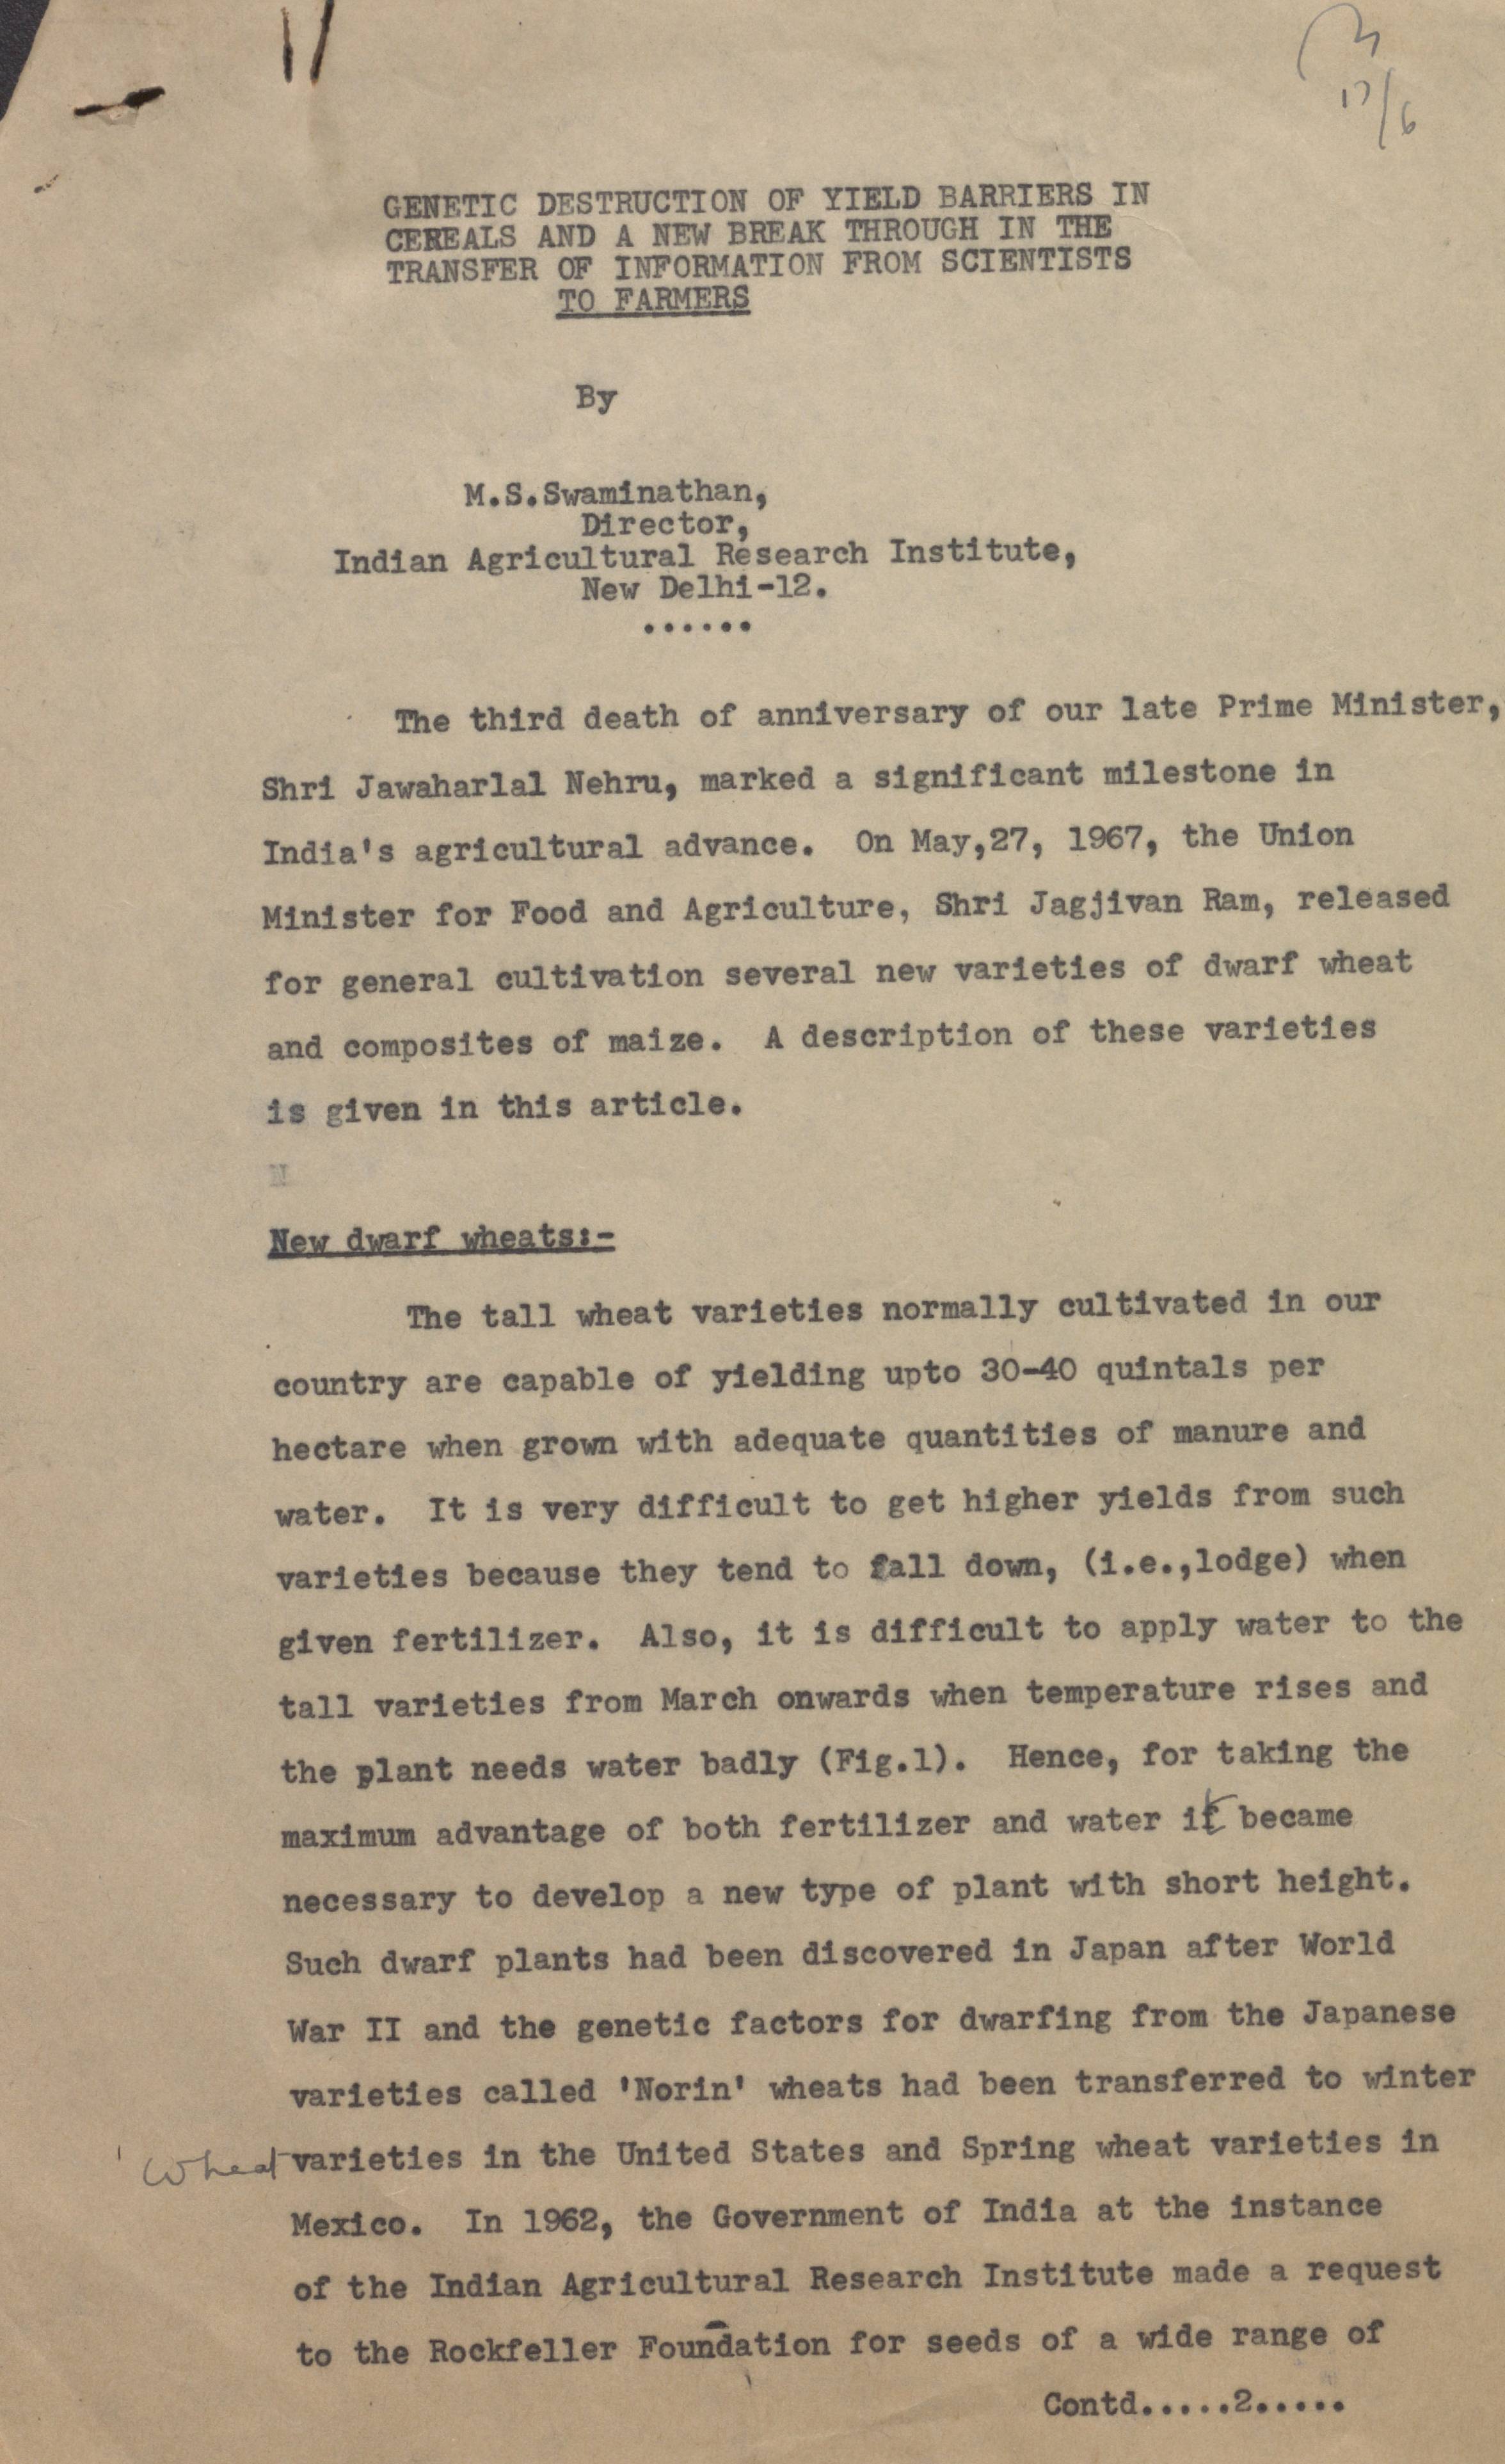 17/6
GENETIC DESTRUCTION OF YIELD BARRIERS IN
CEREALS AND A NEW BREAK THROUGH IN THE
TRANSFER OF INFORMATION FROM SCIENTISTS
TO FARMERS
By
M.S.Swaminathan,
Director,
Indian Agricultural Research Institute,
New Delhi-12.
......
The third death of anniversary of our late Prime Minister,
Shri Jawaharlal Nehru, marked a significant milestone in
India's agricultural advance. On May,27, 1967, the Union
Minister for Food and Agriculture, Shri Jagjivan Ram, released
for general cultivation several new varieties of dwarf wheat
and composites of maize. A description of these varieties
is given in this article.
N
New dwarf wheats:-
The tall wheat varieties normally cultivated in our
country are capable of yielding upto 30-40 quintals per
hectare when grown with adequate quantities of manure and
water. It is very difficult to get higher yields from such
varieties because they tend to fall down, (i.e.,lodge) when
given fertilizer. Also, it is difficult to apply water to the
tall varieties from March onwards when temperature rises and
the plant needs water badly (Fig.1). Hence, for taking the
maximum advantage of both fertilizer and water it became
necessary to develop a new type of plant with short height.
Such dwarf plants had been discovered in Japan after World
War II and the genetic factors for dwarfing from the Japanese
varieties called 'Norin' wheats had been transferred to winter
wheat varieties in the United States and Spring wheat varieties in
Mexico. In 1962, the Government of India at the instance
of the Indian Agricultural Research Institute made a request
to the Rockfeller Foundation for seeds of a wide range of
Contd.....2.....